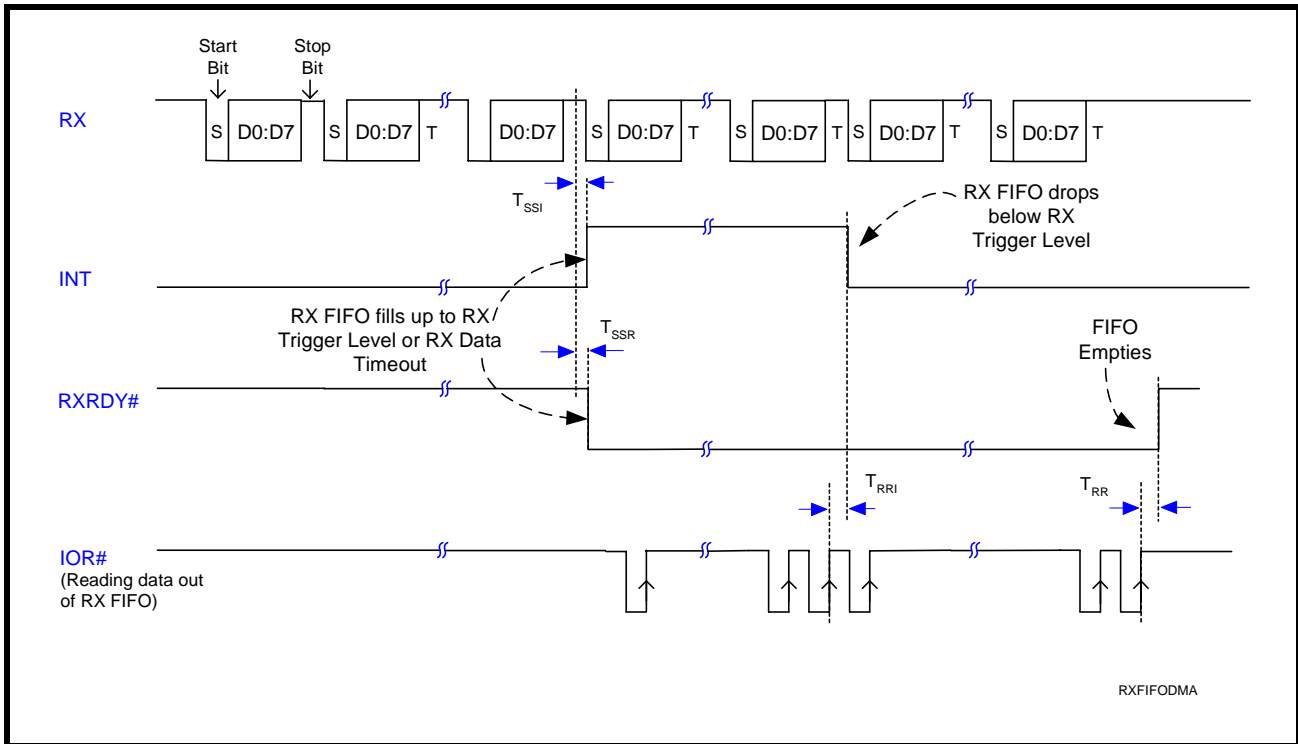 Start
Bit
Stop
Bit
RX
S D0:D7 S D0:D7 T D0:D7 S D0:D7 T S D0:D7 T S D0:D7 T S D0:D7 T
TSSI
RX FIFO drops
below RX
Trigger Level
INT
RX FIFO fills up to RX
Trigger Level or RX Data
Timeout
TSSR
FIFO
Empties
RXRDY#
TRRI
TRR
IOR#
(Reading data out
of RX FIFO)
RXFIFODMA